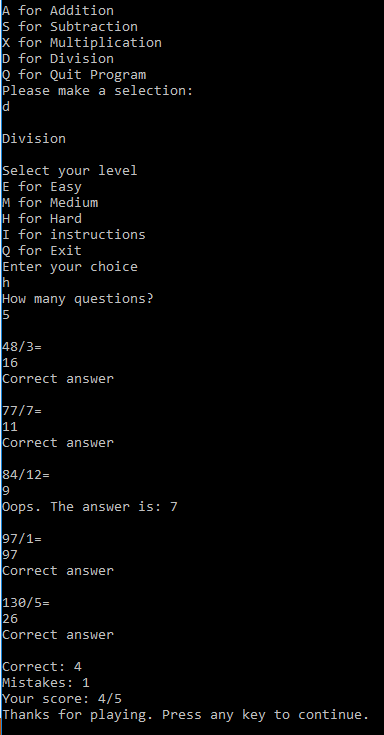 A for Addition
S for Subtraction
X for Multiplication
D for Division
Q for Quit Program
Please make a selection:
d
Division
Select your level
E for Easy
M for Medium
H for Hard
I for instructions
Q for Exit
Enter your choice
h
How many questions?
5
48/3=
16
Correct answer
77/7=
11
Correct answer
84/12=
9
Oops. The answer is: 7
97/1=
97
Correct answer
130/5=
26
Correct answer
Correct: 4
Mistakes: 1
Your score: 4/5
Thanks for playing. Press any key to continue.